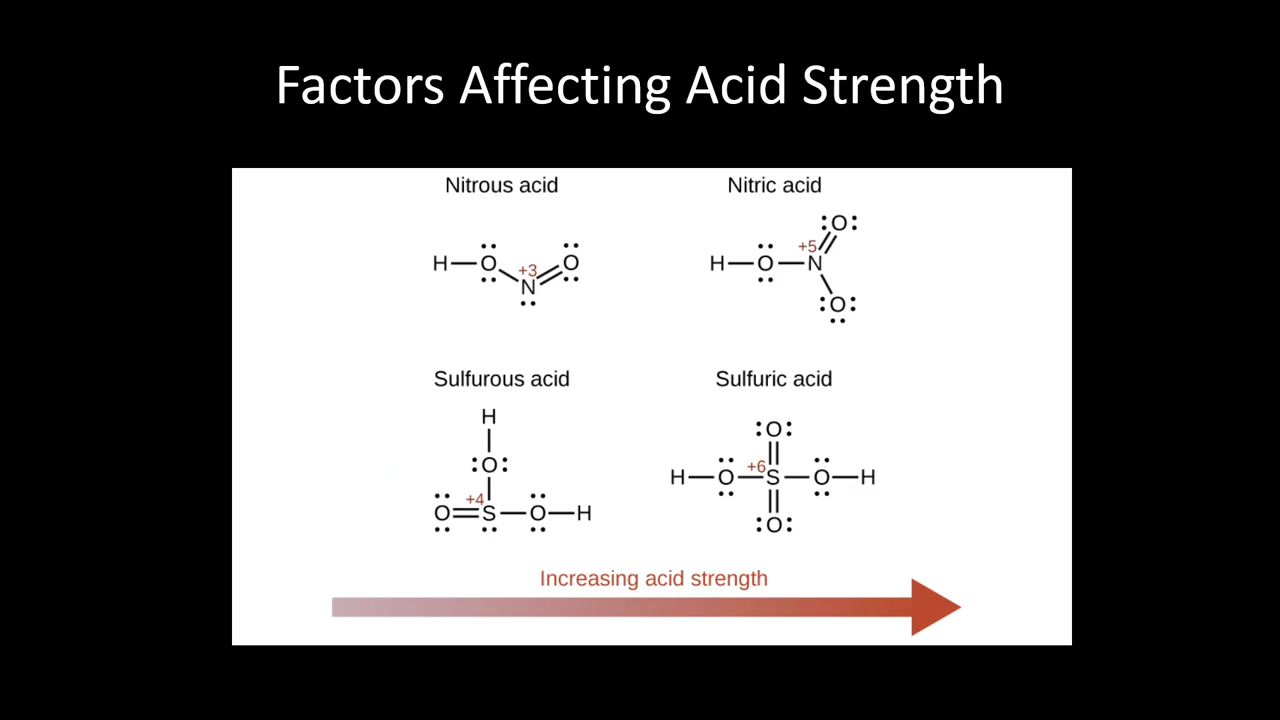 Factors Affecting Acid Strength
Nitrous acid
Nitric acid
H O +3 N O
H O +5 N O O
Sulfurous acid
Sulfuric acid
H
O
O +4 S O H
O
H O +6 S O H
O
Increasing acid strength